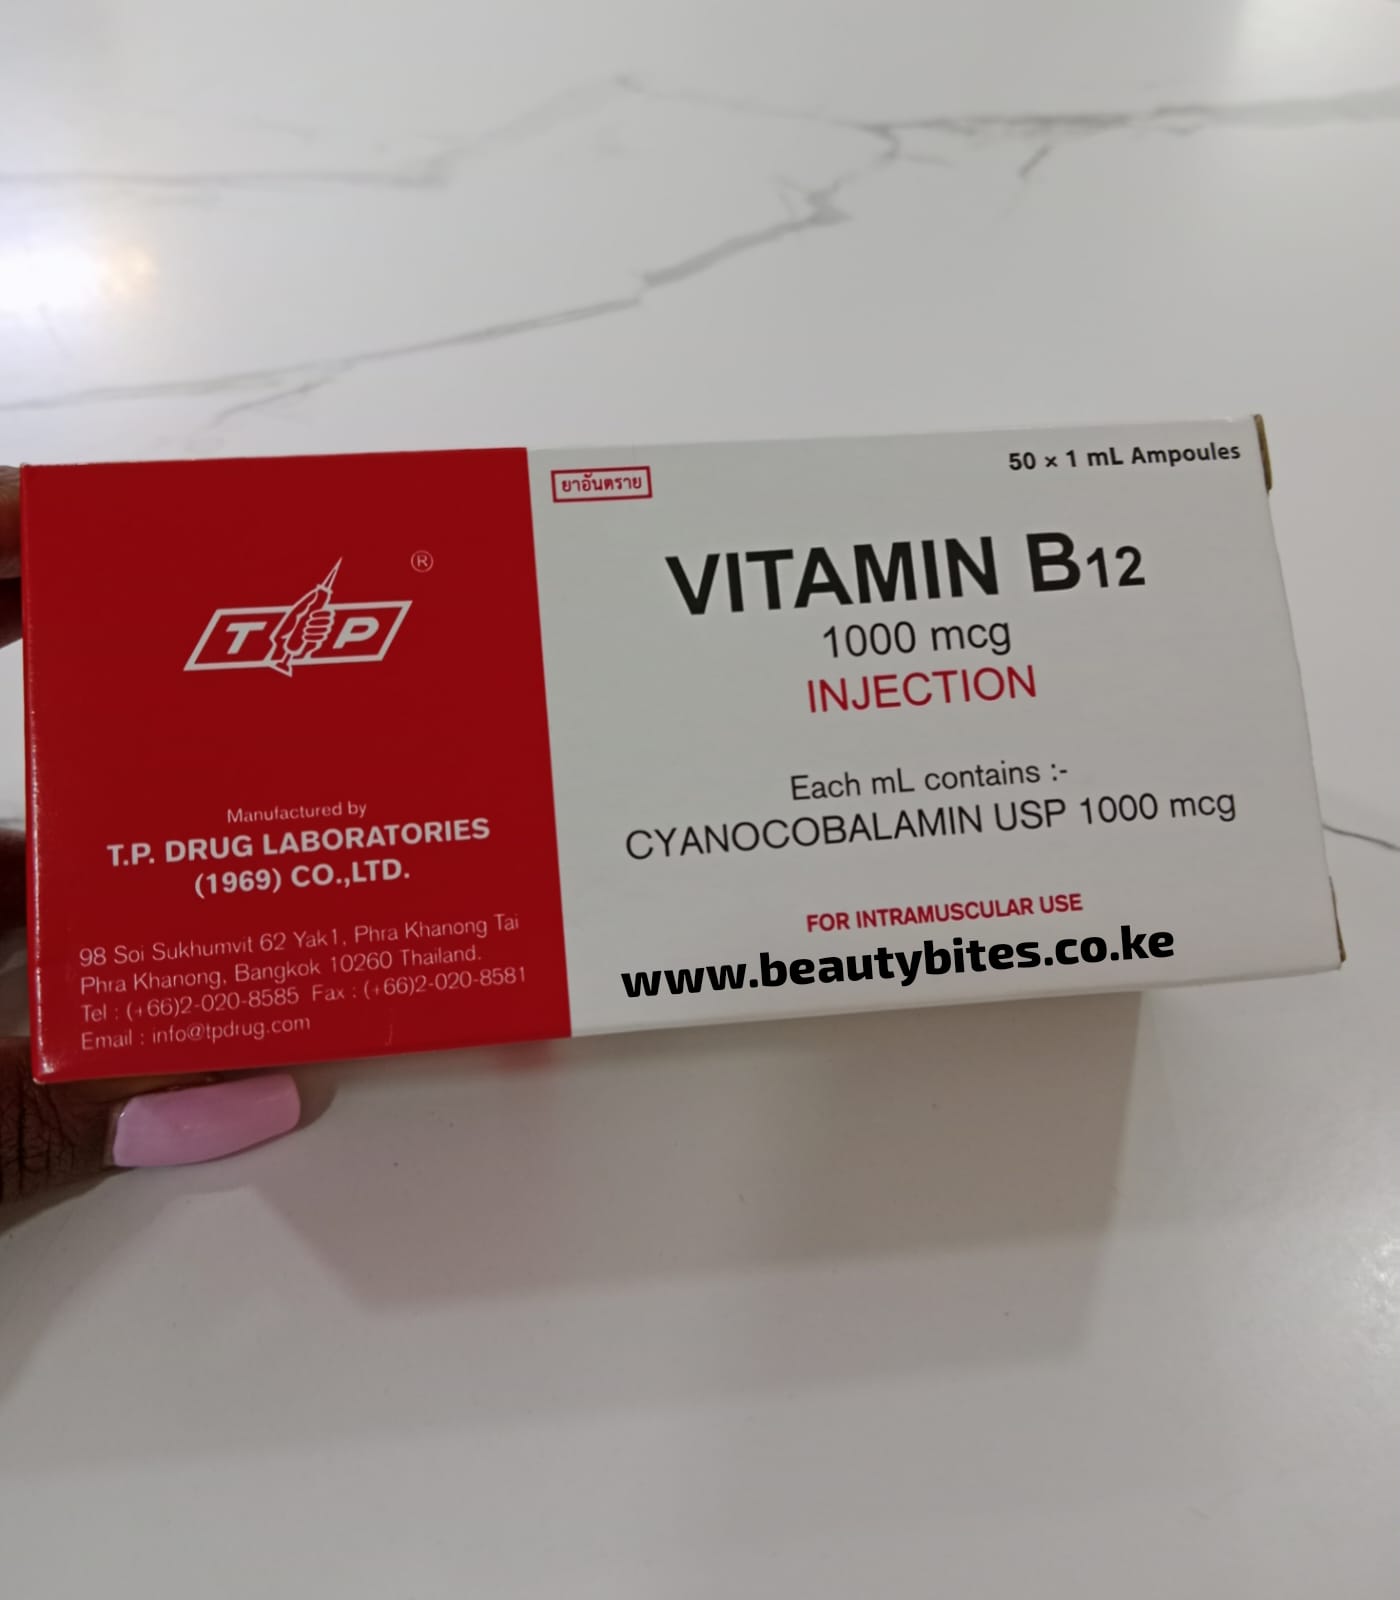 T P ®
Manufactured by
T.P. DRUG LABORATORIES
(1969) CO.,LTD.
98 Soi Sukhumvit 62 Yak1, Phra Khanong Tai
Phra Khanong, Bangkok 10260 Thailand.
Tel : (+66)2-020-8585 Fax : (+66)2-020-8581
Email : info@tpdrug.com
ยาอันตราย
50 × 1 mL Ampoules
VITAMIN B12
1000 mcg
INJECTION
Each mL contains :-
CYANOCOBALAMIN USP 1000 mcg
FOR INTRAMUSCULAR USE
www.beautybites.co.ke